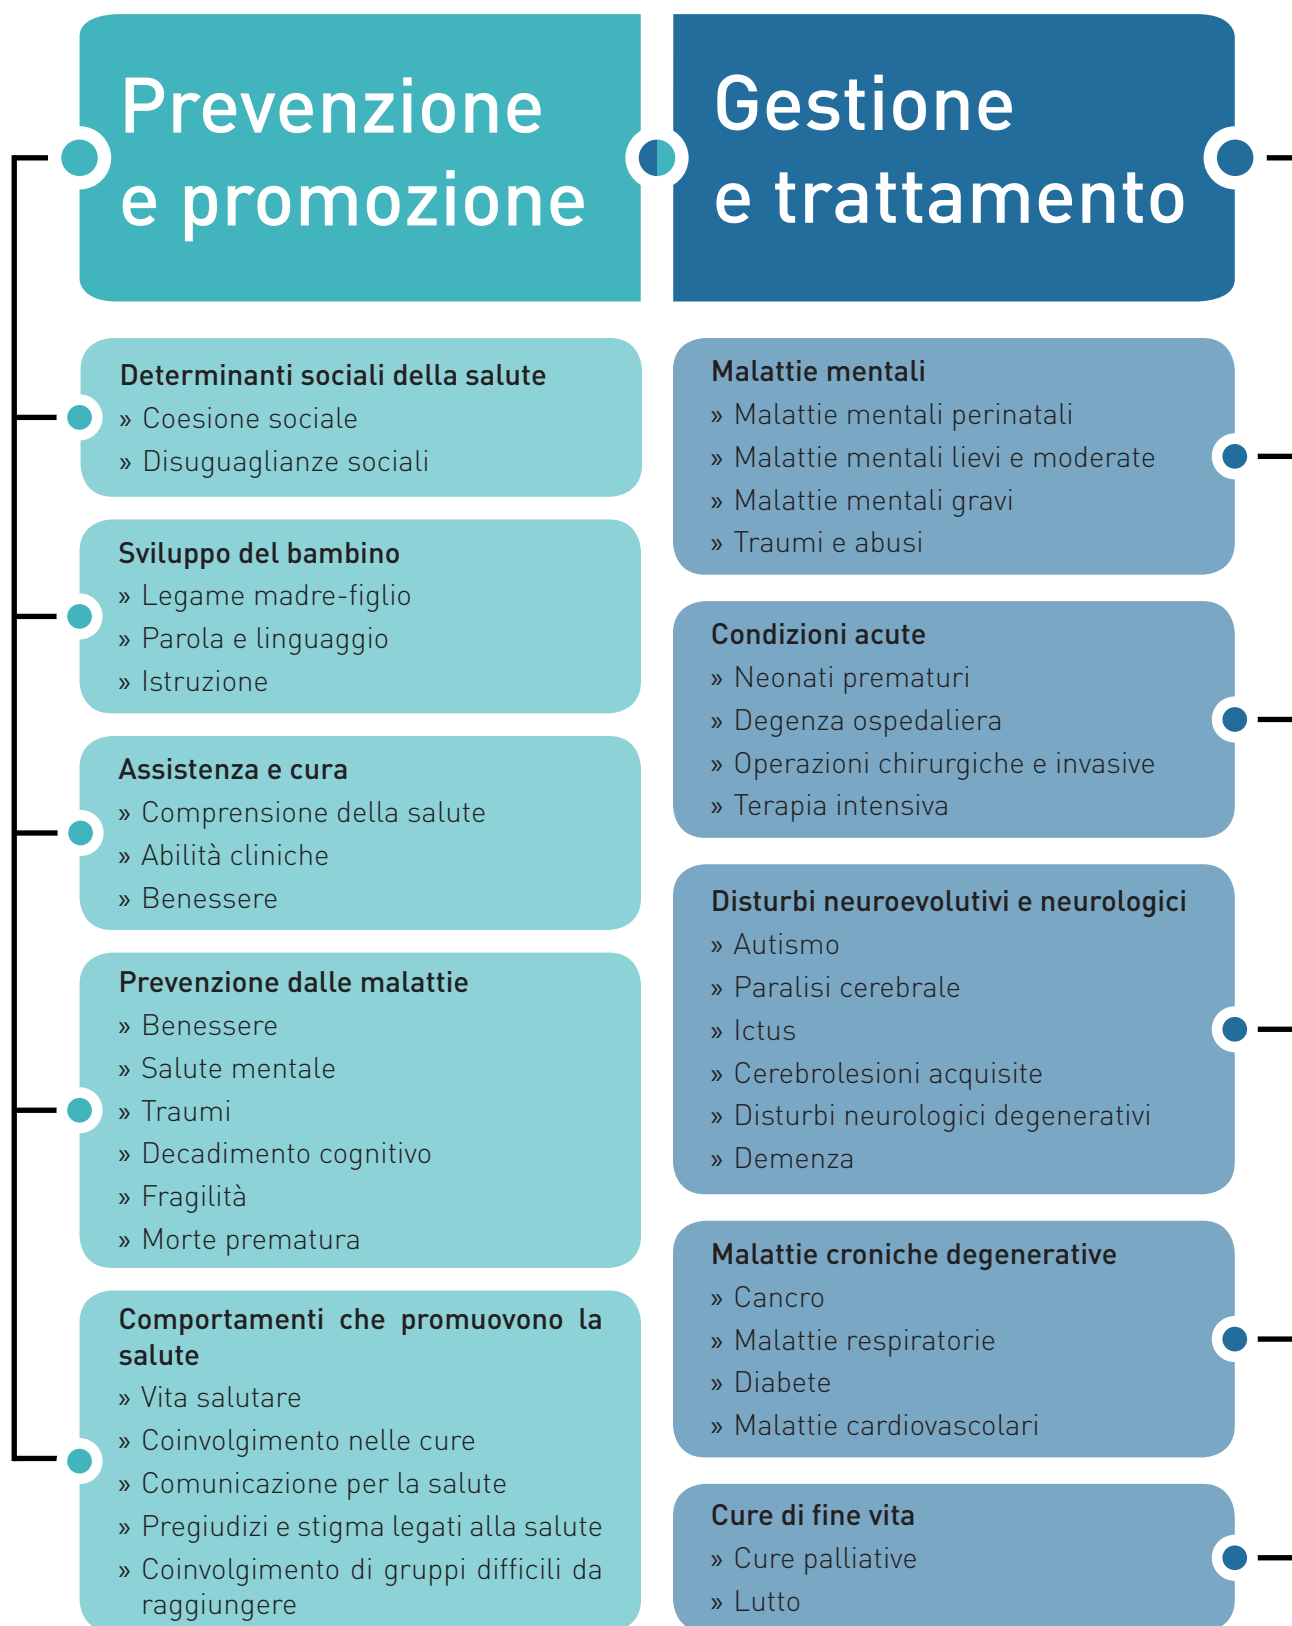 Prevenzione
e promozione
Determinanti sociali della salute
» Coesione sociale
» Disuguaglianze sociali
Sviluppo del bambino
» Legame madre-figlio
» Parola e linguaggio
» Istruzione
Assistenza e cura
» Comprensione della salute
» Abilità cliniche
» Benessere
Prevenzione dalle malattie
» Benessere
» Salute mentale
» Traumi
» Decadimento cognitivo
» Fragilità
» Morte prematura
Comportamenti che promuovono la
salute
» Vita salutare
» Coinvolgimento nelle cure
» Comunicazione per la salute
» Pregiudizi e stigma legati alla salute
» Coinvolgimento di gruppi difficili da
raggiungere
Gestione
e trattamento
Malattie mentali
» Malattie mentali perinatali
» Malattie mentali lievi e moderate
» Malattie mentali gravi
» Traumi e abusi
Condizioni acute
» Neonati prematuri
» Degenza ospedaliera
» Operazioni chirurgiche e invasive
» Terapia intensiva
Disturbi neuroevolutivi e neurologici
» Autismo
» Paralisi cerebrale
» Ictus
» Cerebrolesioni acquisite
» Disturbi neurologici degenerativi
» Demenza
Malattie croniche degenerative
» Cancro
» Malattie respiratorie
» Diabete
» Malattie cardiovascolari
Cure di fine vita
» Cure palliative
» Lutto